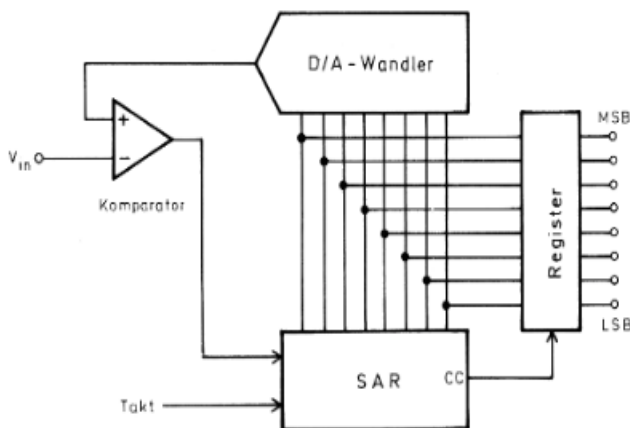 D/A-Wandler
MSB
+
V_in
-
Komparator
Register
LSB
SAR
CC
Takt